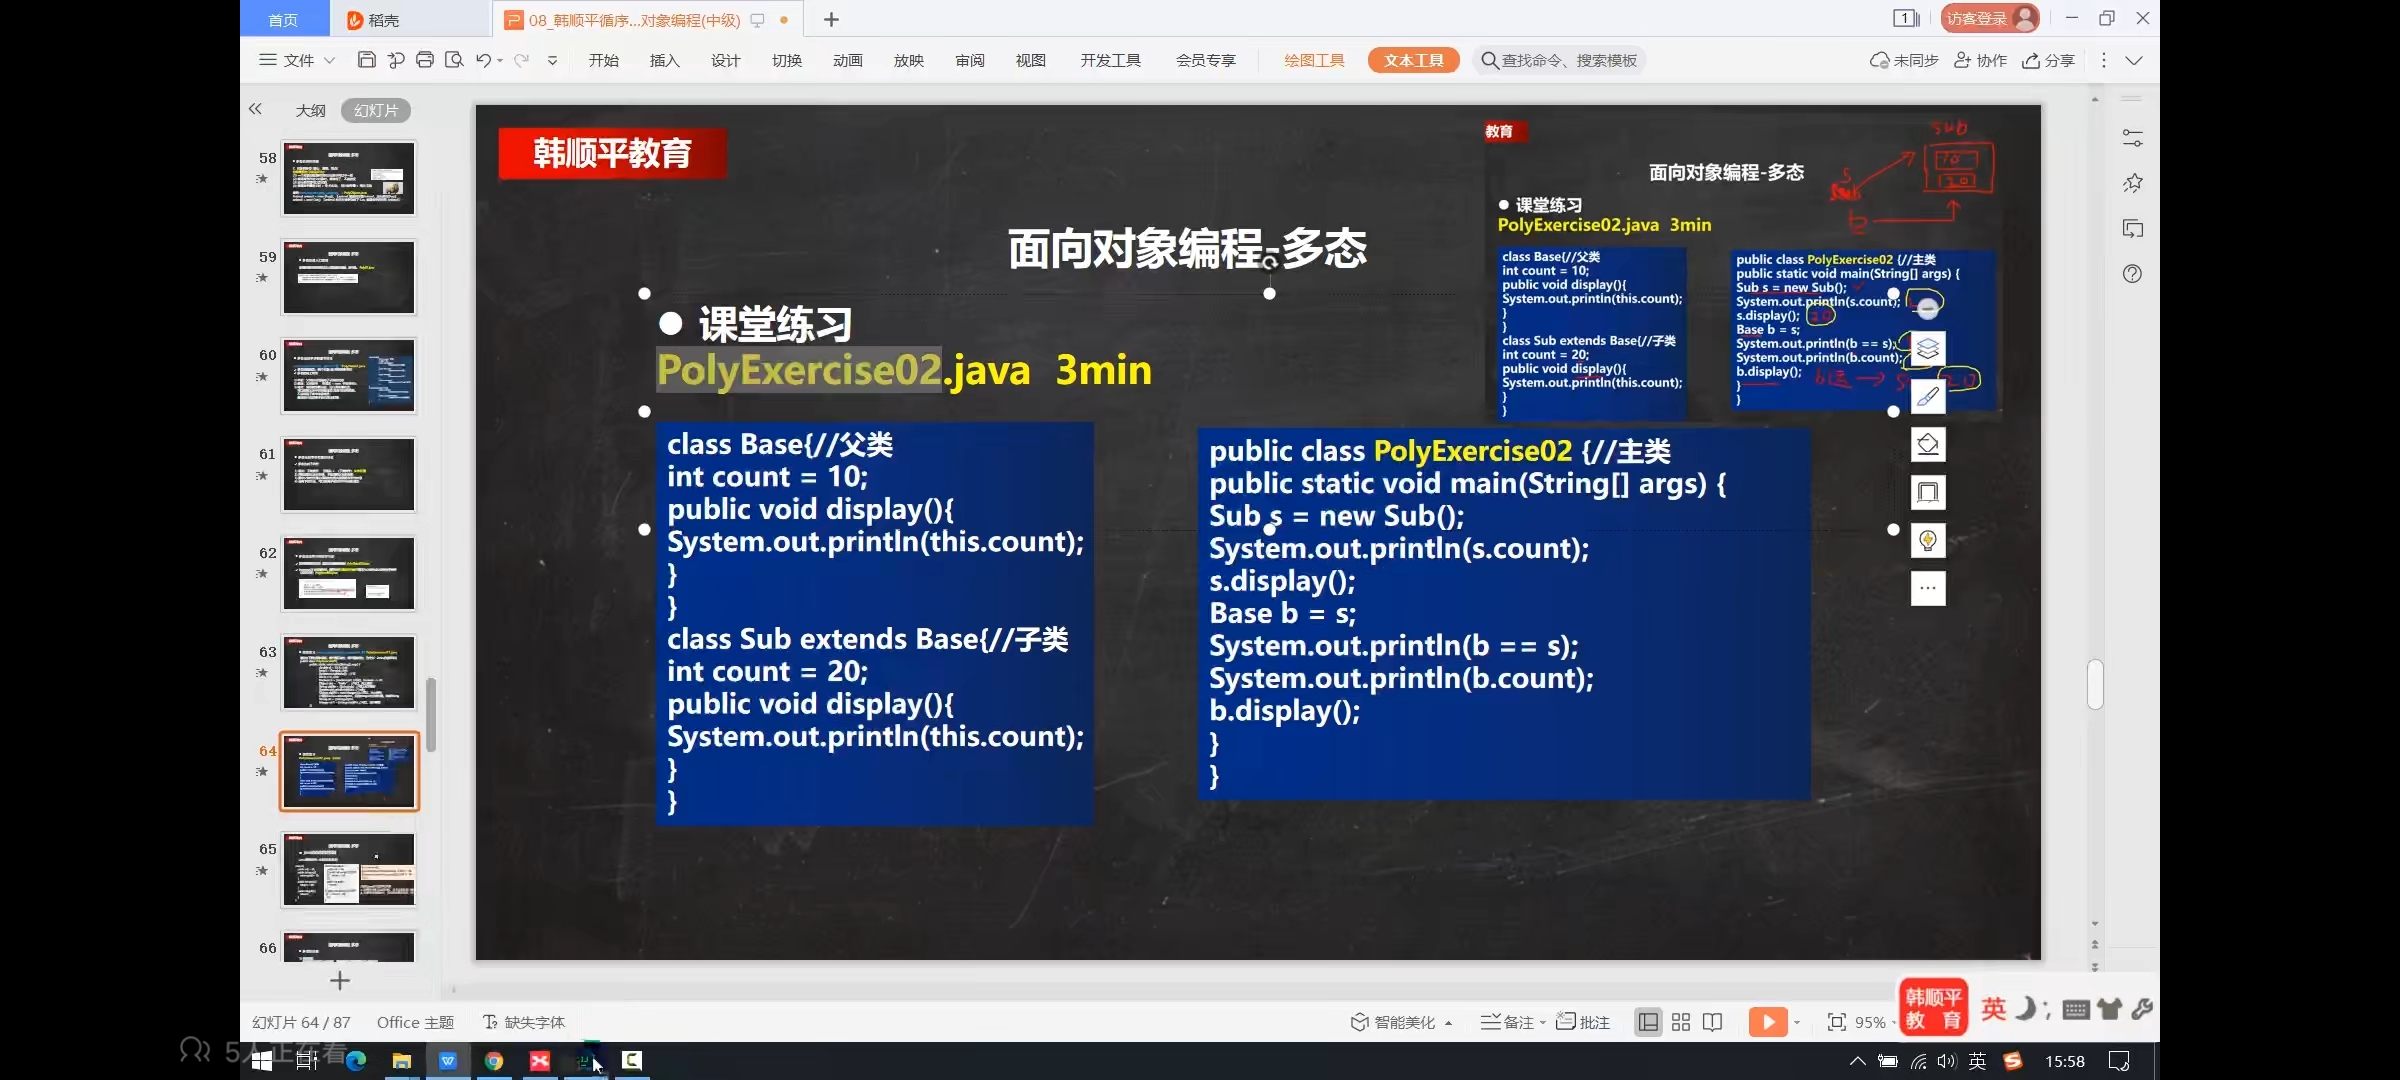 首页
稻壳
08_韩顺平循序...对象编程(中级)
1
访客登录
文件
开始
插入
设计
切换
动画
放映
审阅
视图
开发工具
会员专享
绘图工具
文本工具
查找命令、搜索模板
未同步
协作
分享
大纲
幻灯片
58
59
60
61
62
63
64
65
66
韩顺平教育
面向对象编程-多态
课堂练习
PolyExercise02.java 3min
class Base{//父类
int count = 10;
public void display(){
System.out.println(this.count);
}
}
class Sub extends Base{//子类
int count = 20;
public void display(){
System.out.println(this.count);
}
}
public class PolyExercise02 {//主类
public static void main(String[] args) {
Sub s = new Sub();
System.out.println(s.count);
s.display();
Base b = s;
System.out.println(b == s);
System.out.println(b.count);
b.display();
}
}
教育
面向对象编程-多态
课堂练习
PolyExercise02.java 3min
class Base{//父类
int count = 10;
public void display(){
System.out.println(this.count);
}
}
class Sub extends Base{//子类
int count = 20;
public void display(){
System.out.println(this.count);
}
}
public class PolyExercise02 {//主类
public static void main(String[] args) {
Sub s = new Sub();
System.out.println(s.count);
s.display();
Base b = s;
System.out.println(b == s);
System.out.println(b.count);
b.display();
}
}
sub
10
20
s
b
20
幻灯片 64 / 87
Office 主题
缺失字体
智能美化
备注
批注
95%
韩顺平
教 育
英
5人正在看
英
15:58